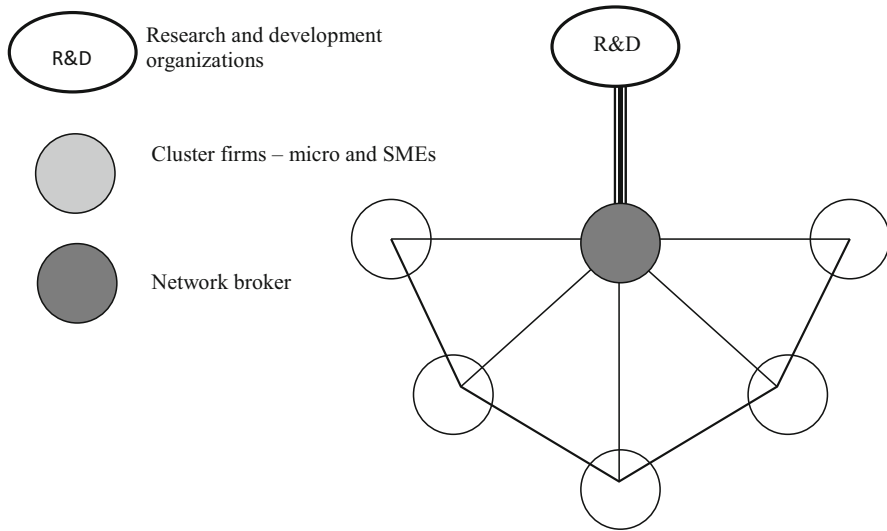 R&D
Research and development
organizations
R&D
Cluster firms – micro and SMEs
Network broker